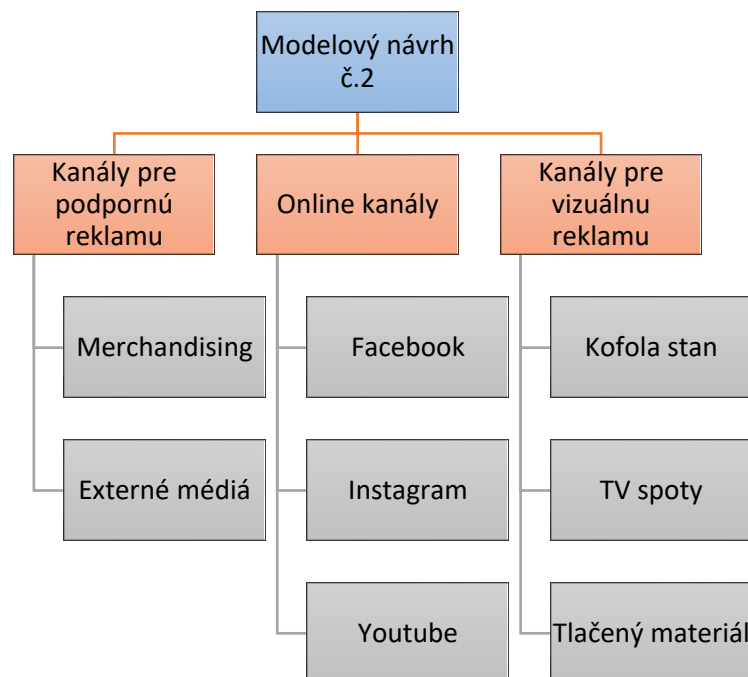 Modelový návrh
č.2
Kanály pre
podpornú
reklamu
Online kanály
Kanály pre
vizuálnu
reklamu
Merchandising
Facebook
Kofola stan
Externé médiá
Instagram
TV spoty
Youtube
Tlačený materiál